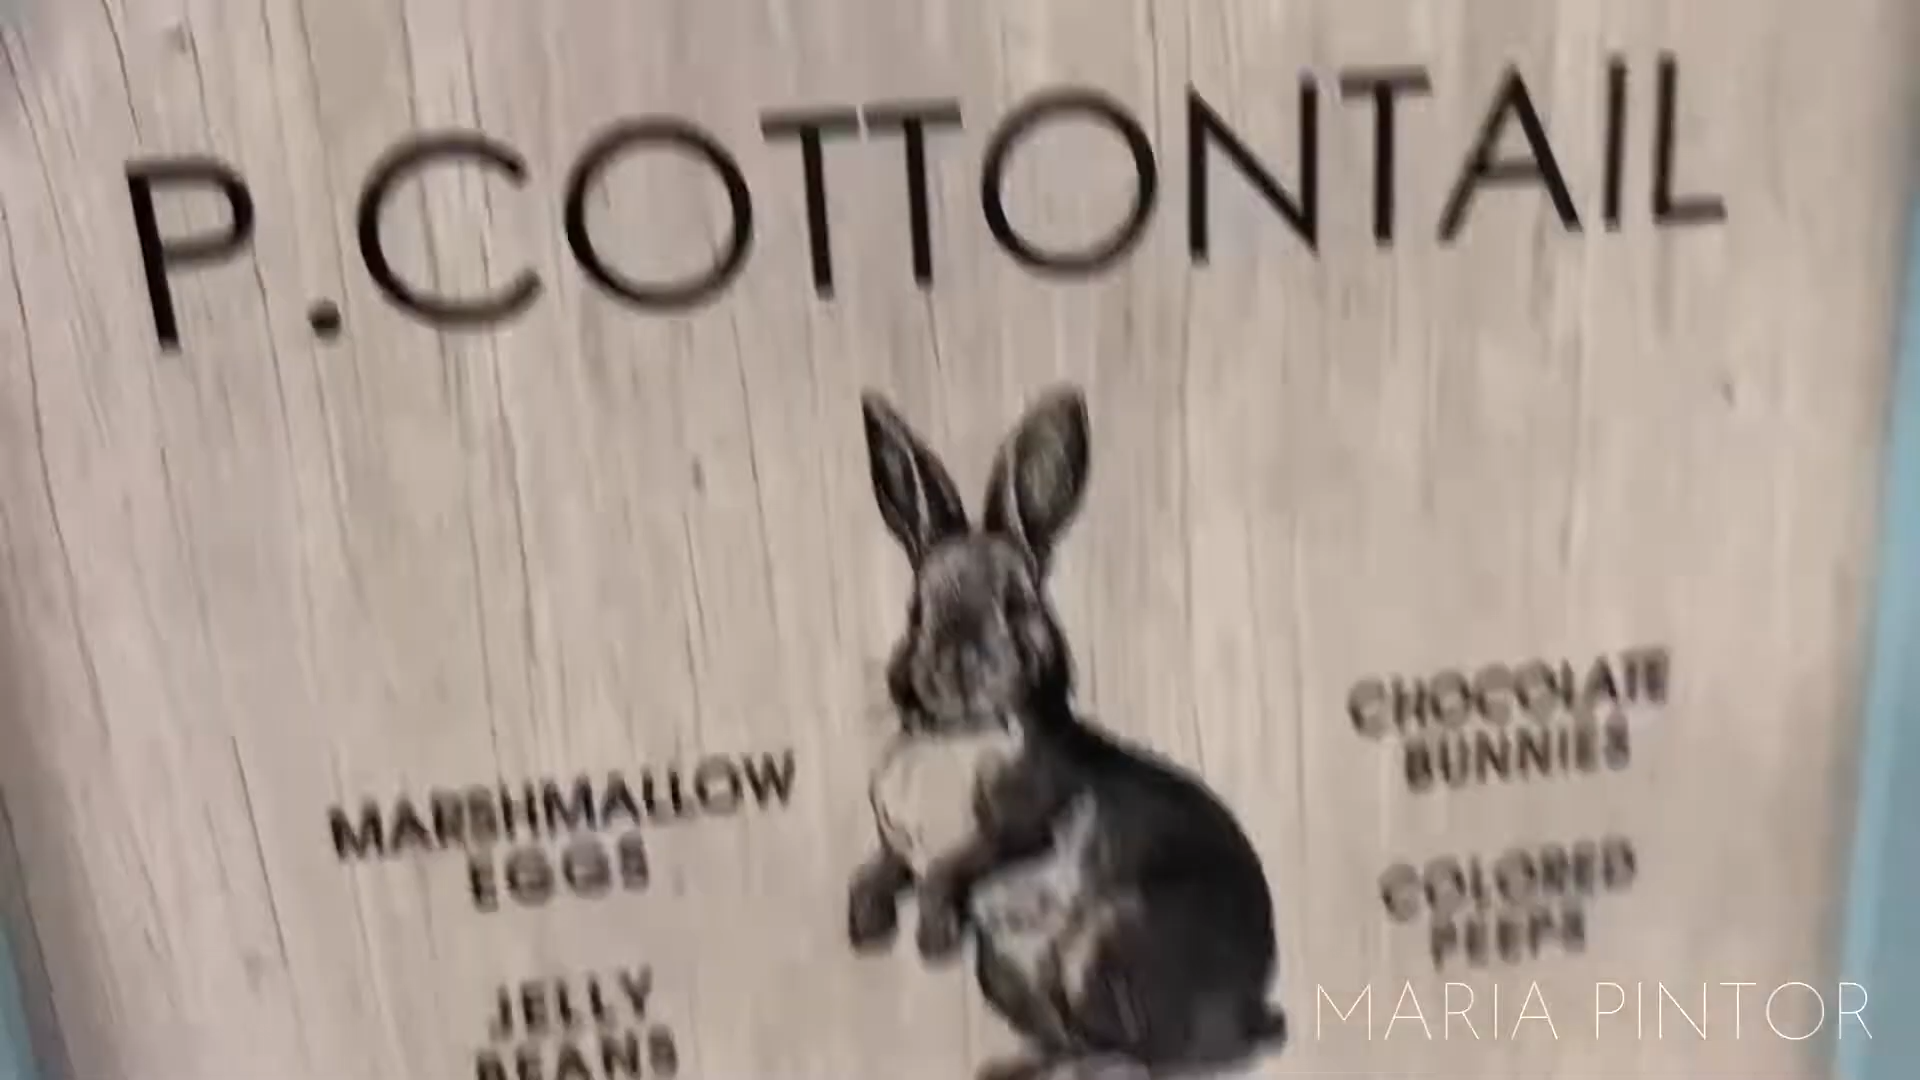 P.COTTONTAIL
MARSHMALLOW
EGGS
JELLY
BEANS
CHOCOLATE
BUNNIES
COLORED
PEEPS
MARIA PINTOR